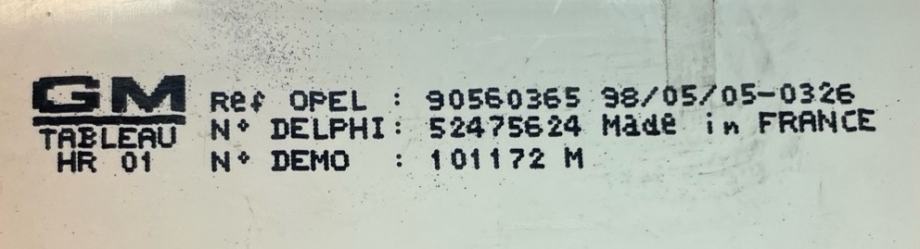 GM
TABLEAU
HR 01
Ref OPEL : 90560365 98/05/05-0326
N° DELPHI: 52475624 Made in FRANCE
N° DEMO : 101172 M